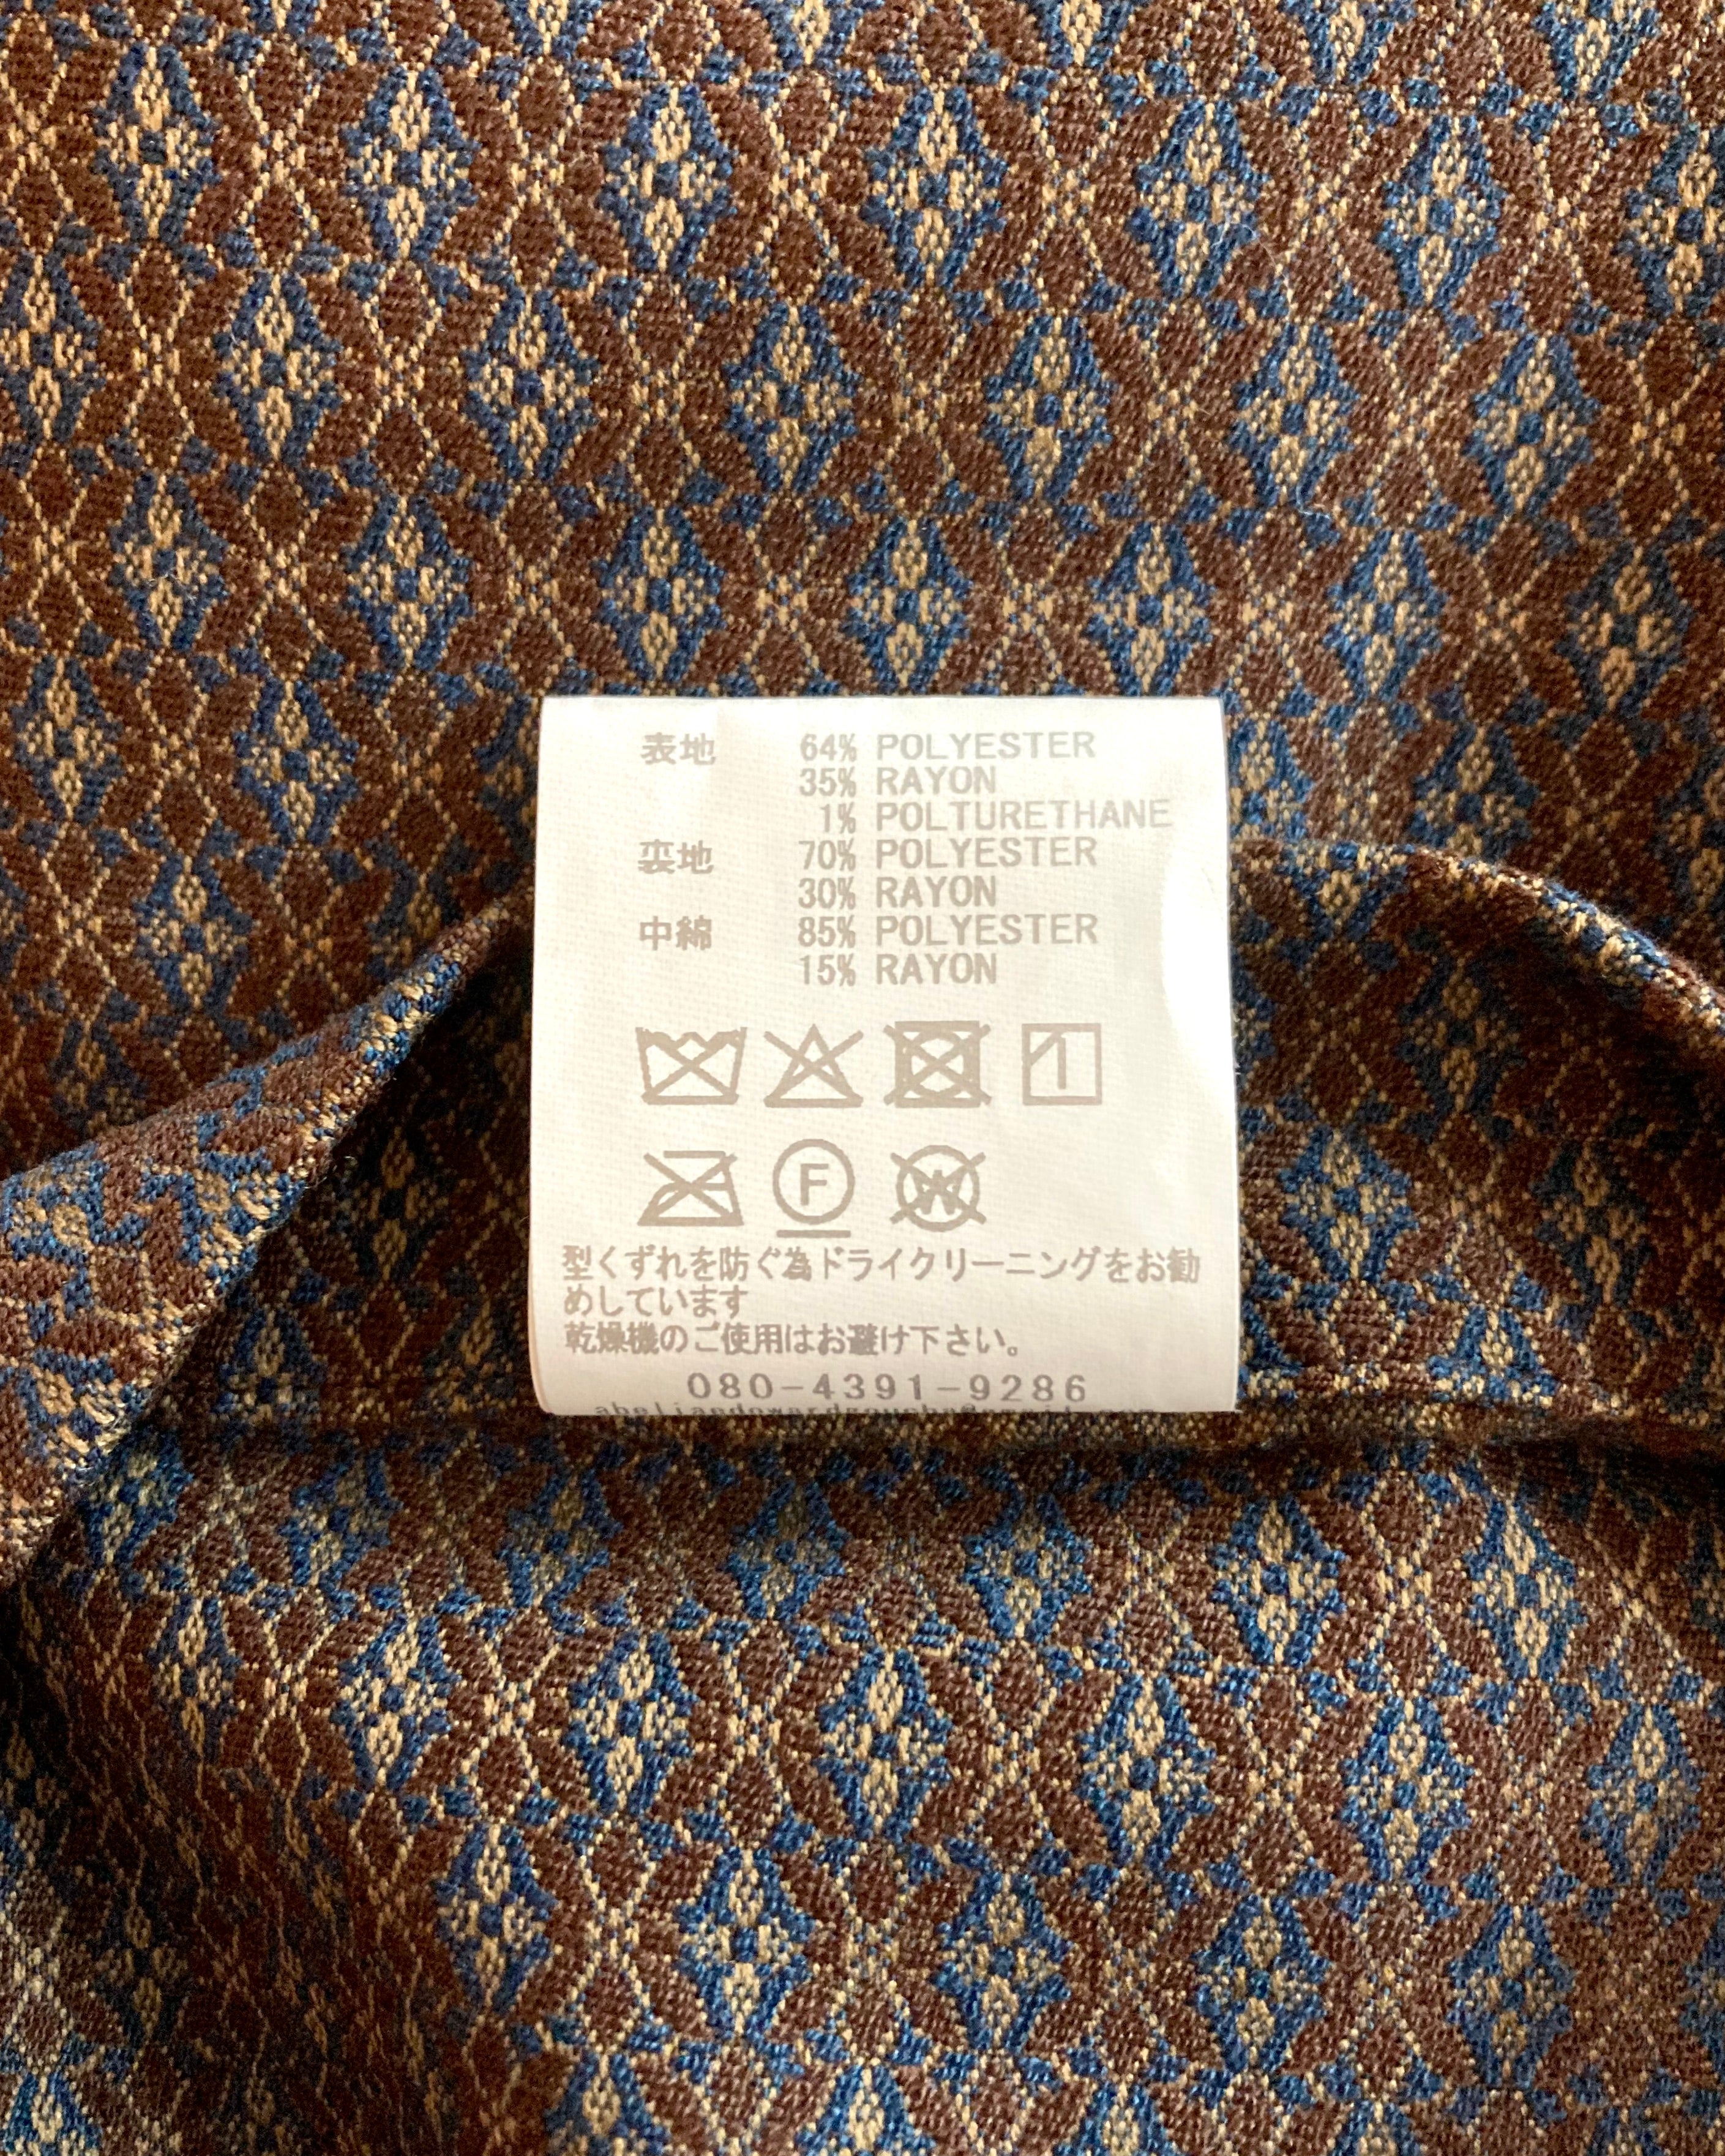 表地 64% POLYESTER
35% RAYON
1% POLTURETHANE
裏地 70% POLYESTER
30% RAYON
中綿 85% POLYESTER
15% RAYON
1
F W
型くずれを防ぐ為ドライクリーニングをお勧
めしています
乾燥機のご使用はお避け下さい。
080-4391-9286